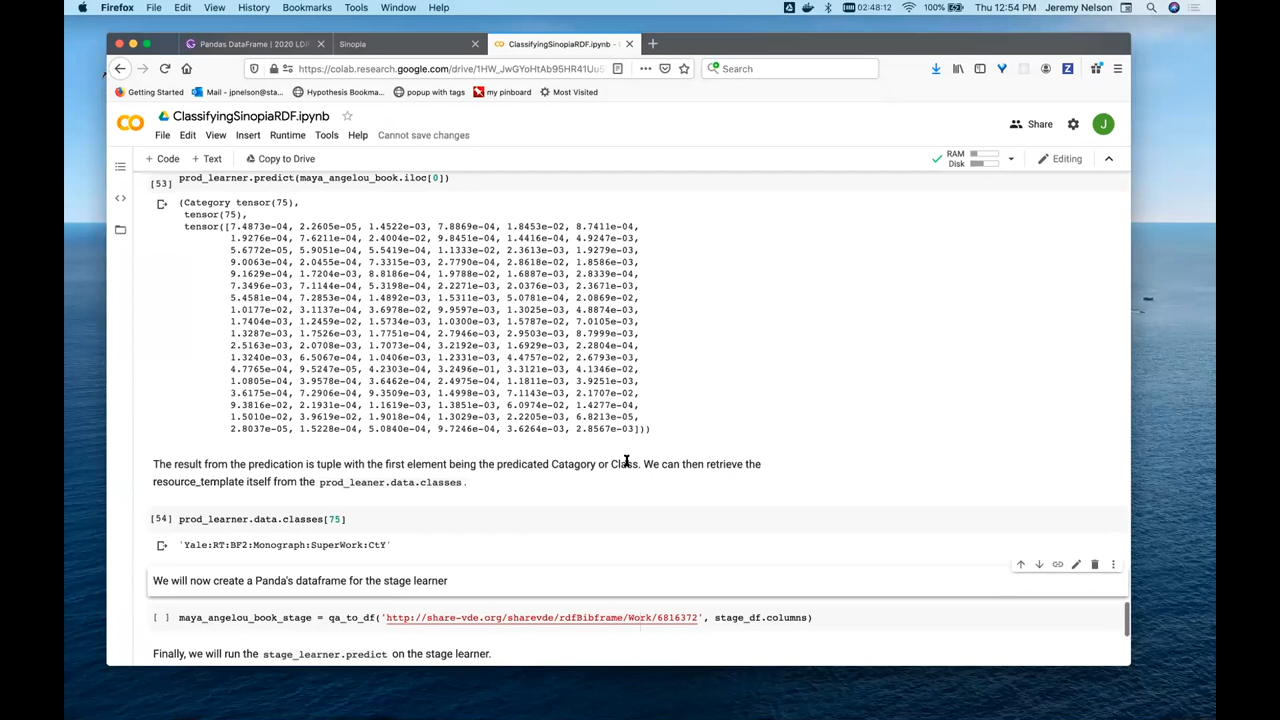 Firefox File Edit View History Bookmarks Tools Window Help 02:48:12 100% Thu 12:54 PM Jeremy Nelson
Pandas DataFrame | 2020 LDP Sinopia ClassifyingSinopiaRDF.ipynb -
https://colab.research.google.com/drive/1HW_JwGYoHtAb95HR41Uu5 Search
Getting Started Mail - jpnelson@sta... Hypothesis Bookma... popup with tags my pinboard Most Visited
ClassifyingSinopiaRDF.ipynb
File Edit View Insert Runtime Tools Help Cannot save changes
Share J
+ Code + Text Copy to Drive RAM Disk Editing
[53] prod_learner.predict(maya_angelou_book.iloc[0])
(Category tensor(75),
tensor(75),
tensor([7.4873e-04, 2.2605e-05, 1.4522e-03, 7.8869e-04, 1.8453e-02, 8.7411e-04,
1.9276e-04, 7.6211e-04, 2.4002e-04, 9.8451e-04, 1.4416e-04, 4.9247e-03,
5.6772e-05, 5.9051e-04, 5.5419e-04, 1.1333e-02, 2.3613e-03, 1.9279e-03,
9.0063e-04, 2.0455e-04, 7.3315e-03, 2.7790e-04, 2.8618e-02, 1.8586e-03,
9.1629e-04, 1.7204e-03, 8.8186e-04, 1.9788e-02, 1.6887e-03, 2.8339e-04,
7.3496e-03, 7.1144e-04, 5.3198e-04, 2.2271e-03, 2.0376e-03, 2.3671e-03,
5.4581e-04, 7.2853e-04, 1.4892e-03, 1.5311e-03, 5.0781e-04, 2.0869e-02,
1.0177e-02, 3.1137e-04, 3.6978e-02, 9.9597e-04, 1.3025e-03, 4.8874e-03,
1.7404e-03, 1.2459e-02, 1.5734e-03, 1.0300e-03, 1.5787e-02, 7.0105e-03,
1.3287e-03, 1.7526e-03, 1.7751e-04, 2.7946e-04, 2.9503e-03, 8.7999e-04,
2.5163e-03, 2.0708e-03, 1.7073e-04, 3.2192e-03, 1.6929e-03, 2.2804e-04,
1.3240e-03, 6.5067e-04, 1.0406e-03, 1.2331e-03, 4.4757e-02, 2.6793e-03,
4.7765e-04, 9.5247e-05, 4.2303e-04, 3.2496e-01, 3.3121e-03, 4.1346e-02,
1.0805e-04, 3.9578e-04, 3.6462e-04, 2.4975e-04, 1.1811e-03, 3.9251e-03,
3.6175e-04, 7.2906e-04, 9.3509e-03, 1.4998e-03, 7.1143e-04, 2.1707e-02,
9.3816e-02, 2.1931e-04, 1.1619e-03, 1.3851e-03, 6.0974e-02, 1.4277e-04,
1.5010e-02, 3.9619e-02, 1.9018e-04, 1.3029e-03, 2.2205e-03, 6.8213e-05,
2.8037e-05, 1.5228e-04, 5.0840e-04, 9.7246e-04, 3.6264e-03, 2.8567e-03]))
The result from the predication is tuple with the first element being the predicated Catagory or Class. We can then retrieve the
resource_template itself from the prod_leaner.data.classes.
[54] prod_learner.data.classes[75]
'Yale:RT:BF2:Monograph:SuperWork:CtY'
We will now create a Panda's dataframe for the stage learner
[ ] maya_angelou_book_stage = qa_to_df('http://share-vde.org/sharevde/rdfBibframe/Work/6816372', stage_df.columns)
Finally, we will run the stage_learner.predict on the stage learner.